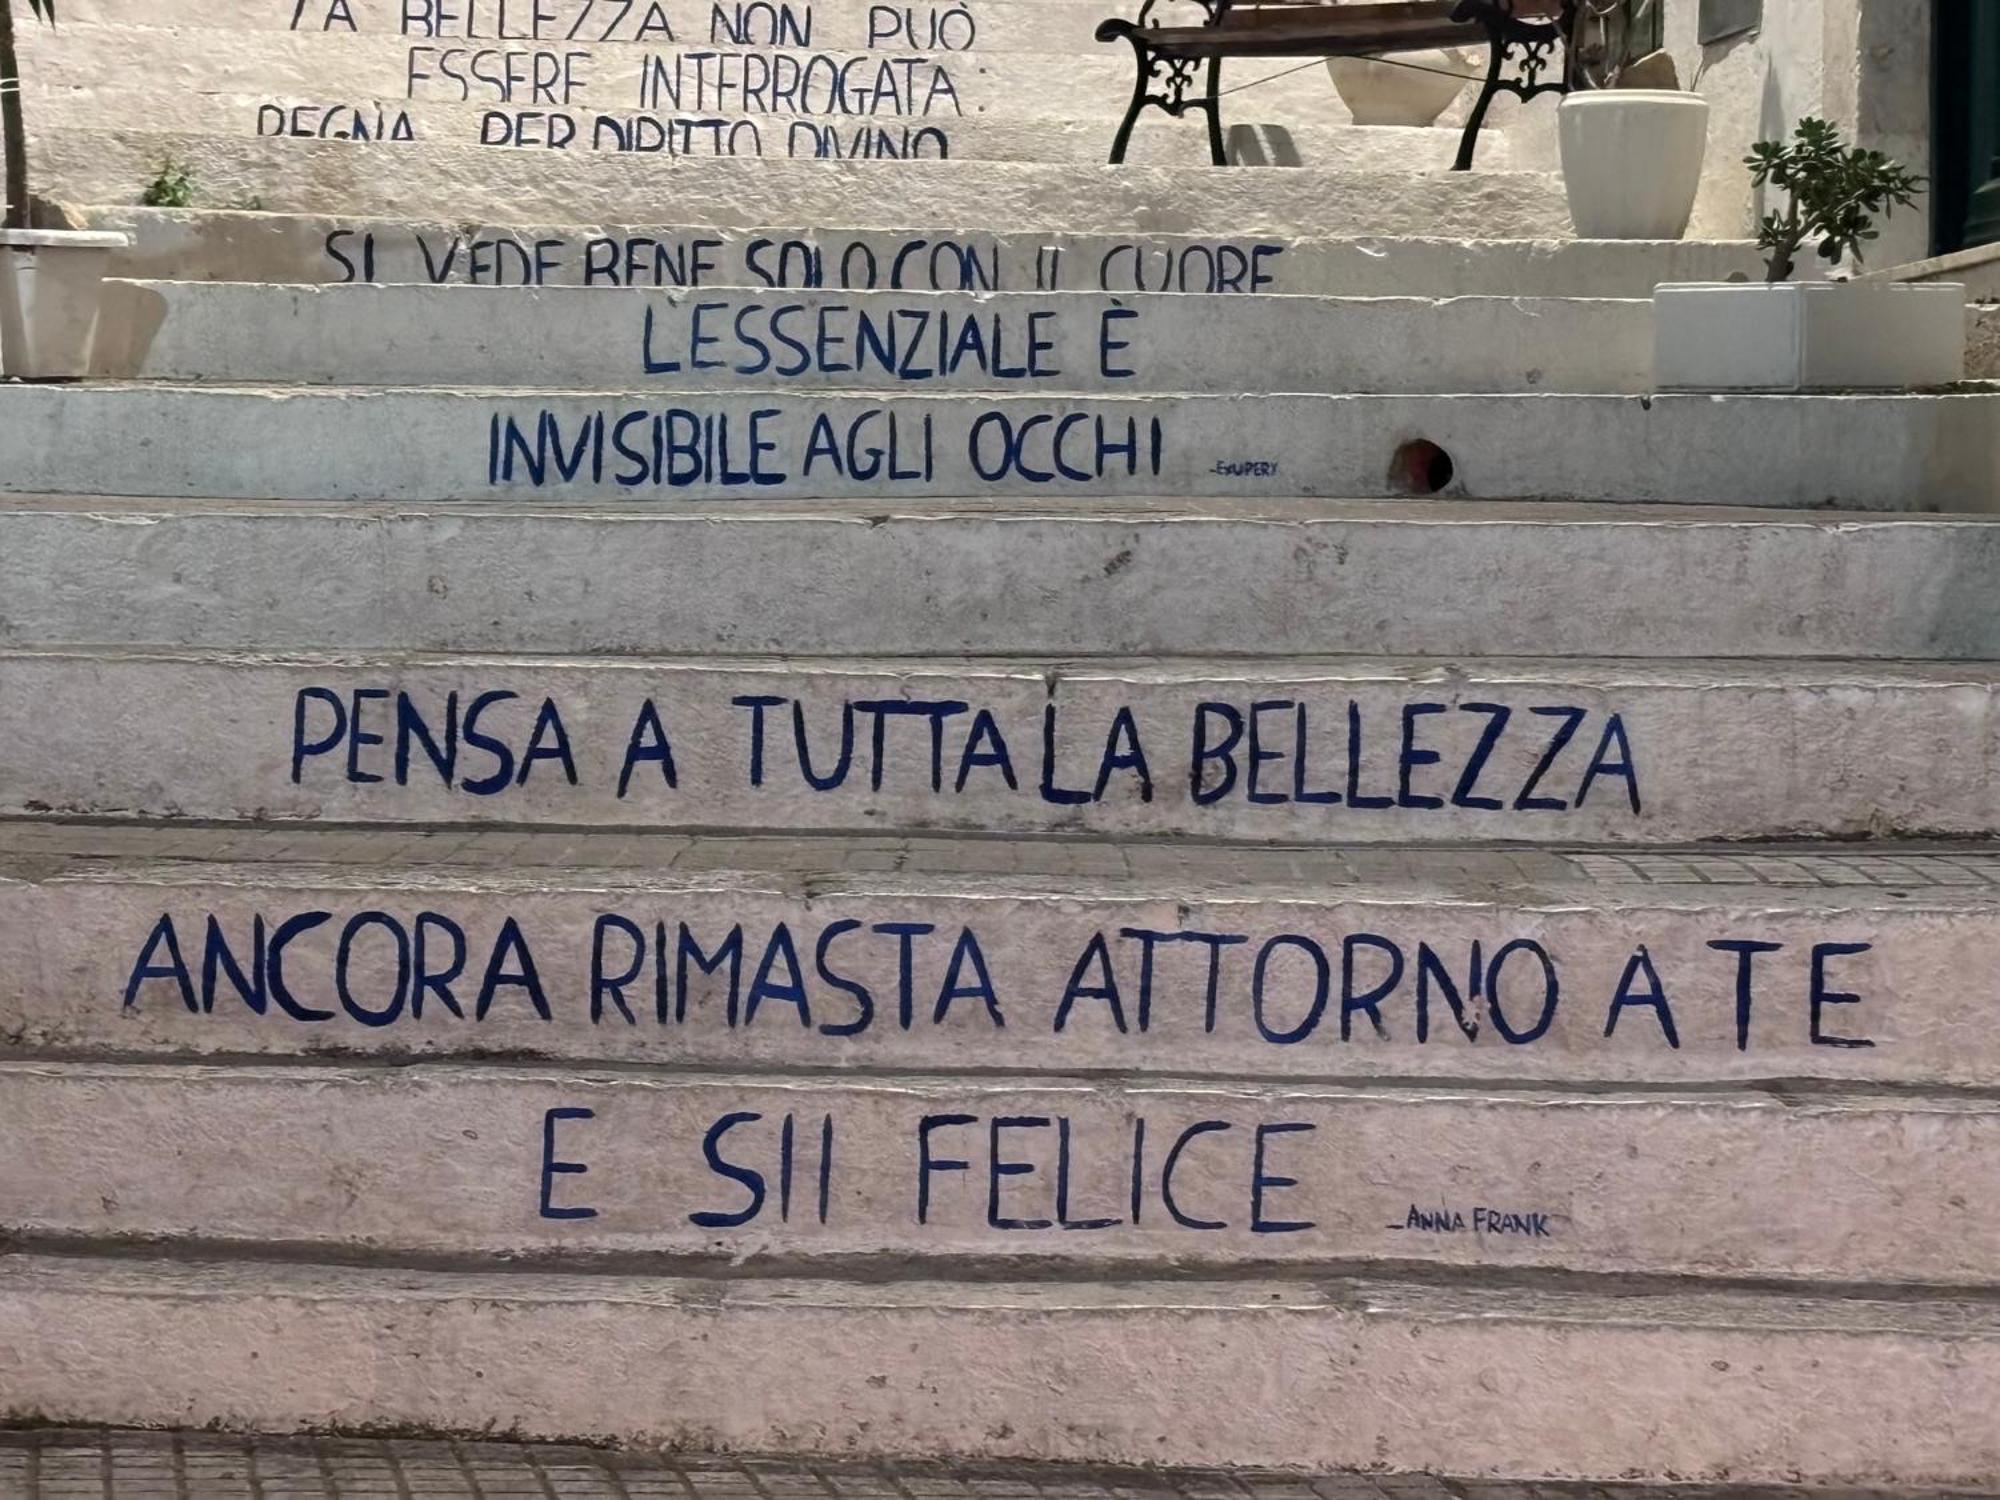 LA BELLEZZA NON PUÒ
ESSERE INTERROGATA:
REGNA PER DIRITTO DIVINO
SI VEDE BENE SOLO CON IL CUORE
L'ESSENZIALE È
INVISIBILE AGLI OCCHI -EXUPERY
PENSA A TUTTA LA BELLEZZA
ANCORA RIMASTA ATTORNO A TE
E SII FELICE -ANNA FRANK